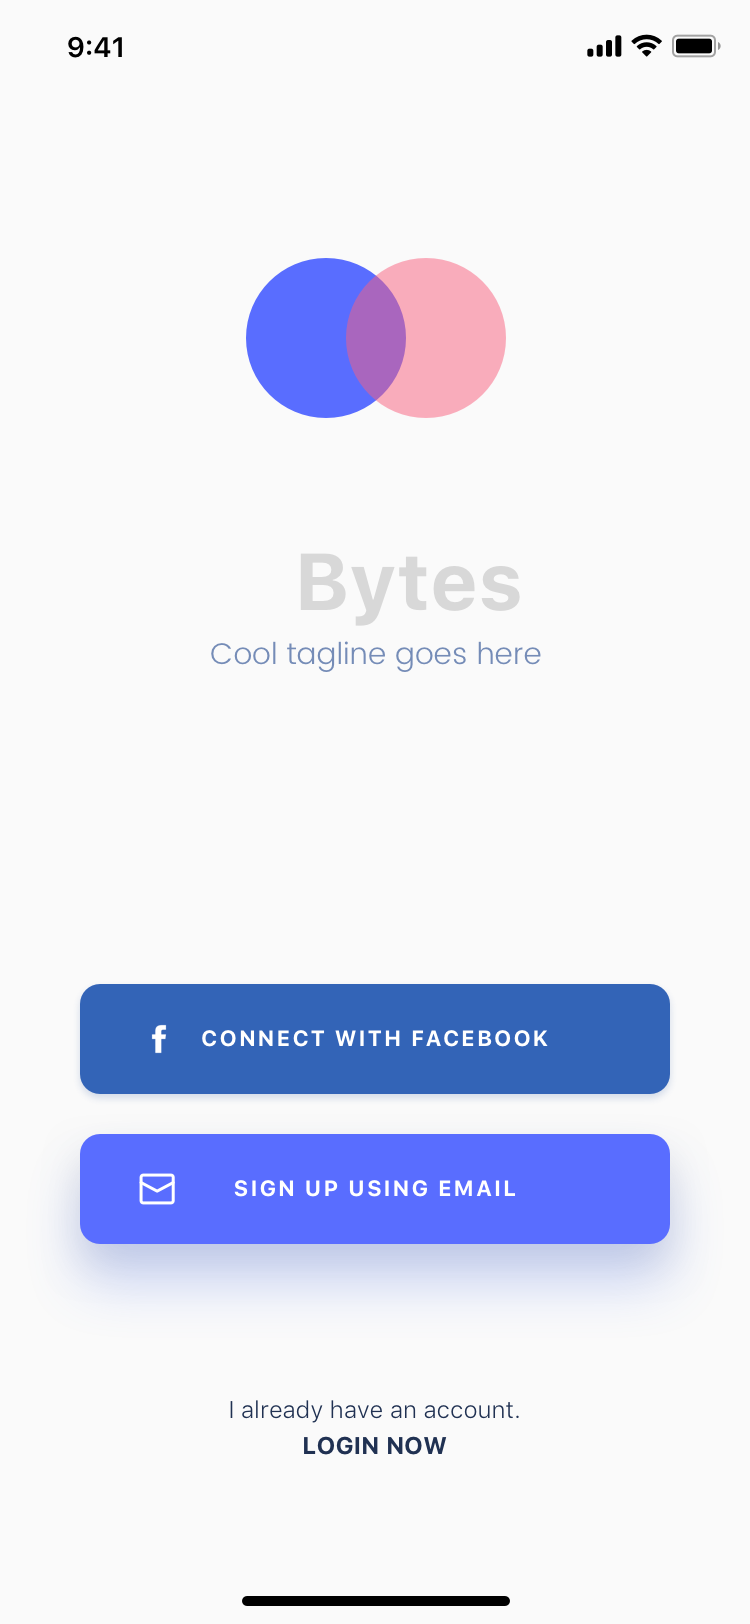 9:41
Bytes
Cool tagline goes here
CONNECT WITH FACEBOOK
SIGN UP USING EMAIL
I already have an account.
LOGIN NOW